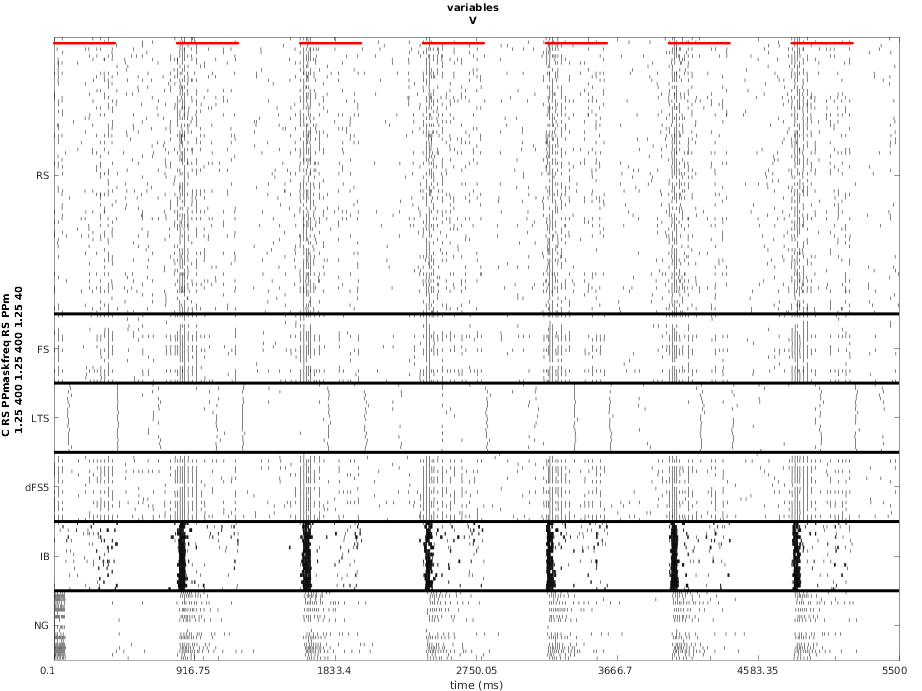 variables
V
C RS PPmaskfreq RS PPm
1.25 400 1.25 400 1.25 40
RS
FS
LTS
dFS5
IB
NG
0.1 916.75 1833.4 2750.05 3666.7 4583.35 5500
time (ms)